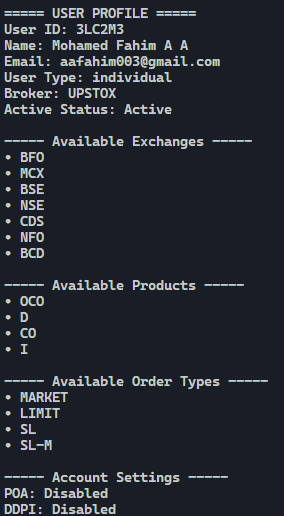 ===== USER PROFILE =====
User ID: 3LC2M3
Name: Mohamed Fahim A A
Email: aafahim003@gmail.com
User Type: individual
Broker: UPSTOX
Active Status: Active

----- Available Exchanges -----
• BFO
• MCX
• BSE
• NSE
• CDS
• NFO
• BCD

----- Available Products -----
• OCO
• D
• CO
• I

----- Available Order Types -----
• MARKET
• LIMIT
• SL
• SL-M

----- Account Settings -----
POA: Disabled
DDPI: Disabled